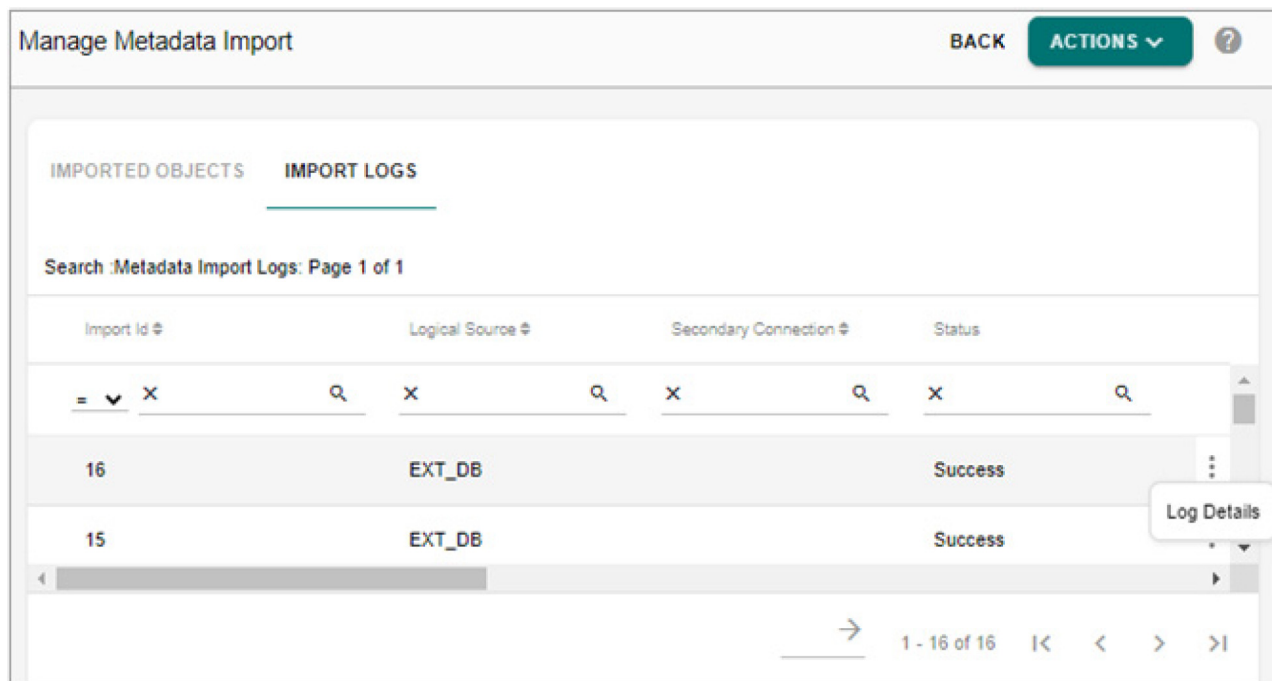 Manage Metadata Import BACK ACTIONS ?
IMPORTED OBJECTS IMPORT LOGS
Search :Metadata Import Logs: Page 1 of 1
Import Id Logical Source Secondary Connection Status
=
16 EXT_DB Success
Log Details
15 EXT_DB Success
1 - 16 of 16